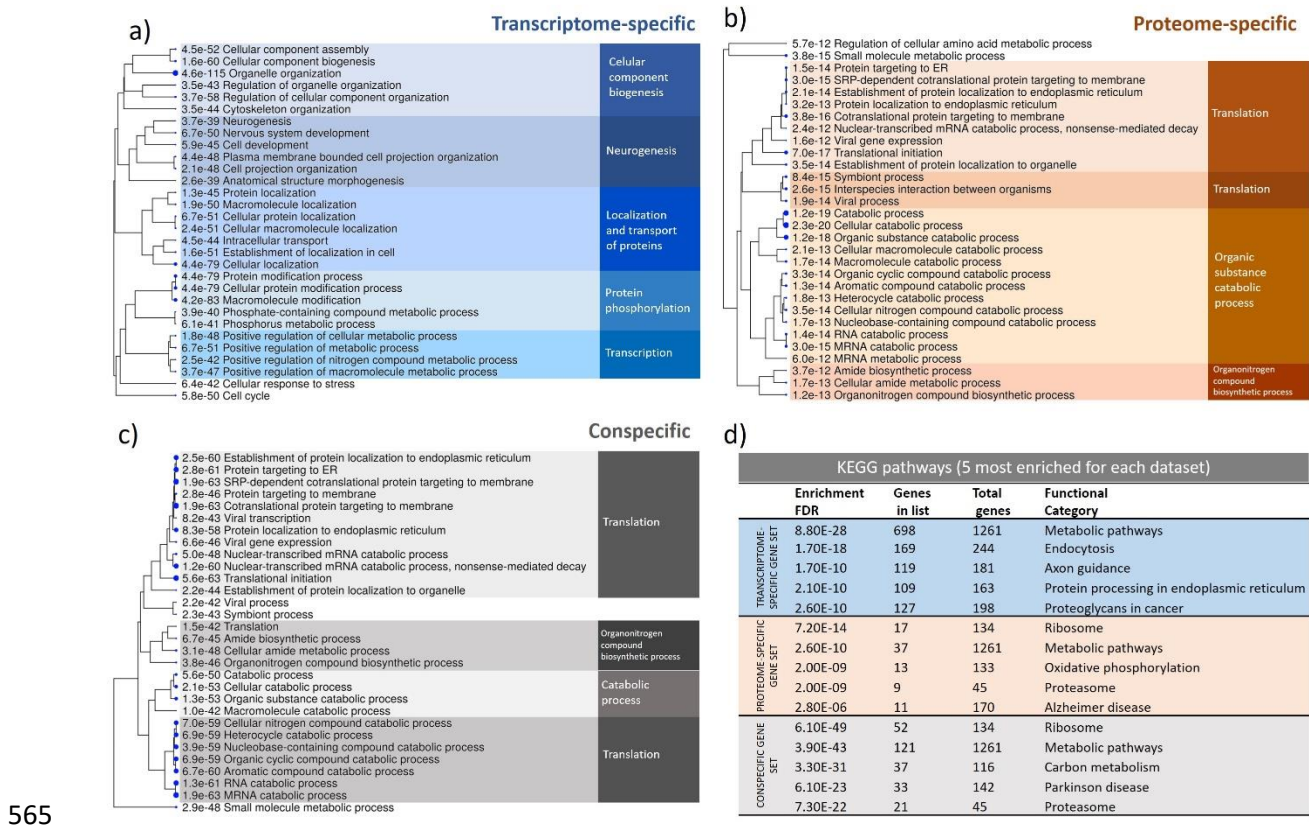 a)
Transcriptome-specific
4.5e-52 Cellular component assembly
1.6e-60 Cellular component biogenesis
4.6e-115 Organelle organization
3.5e-43 Regulation of organelle organization
3.7e-58 Regulation of cellular component organization
3.5e-44 Cytoskeleton organization
Celular
component
biogenesis
3.7e-39 Neurogenesis
6.7e-50 Nervous system development
5.9e-45 Cell development
4.4e-48 Plasma membrane bounded cell projection organization
2.1e-48 Cell projection organization
2.6e-39 Anatomical structure morphogenesis
Neurogenesis
1.3e-45 Protein localization
1.9e-50 Macromolecule localization
6.7e-51 Cellular protein localization
2.4e-51 Cellular macromolecule localization
4.5e-44 Intracellular transport
1.6e-51 Establishment of localization in cell
4.4e-79 Cellular localization
Localization
and transport
of proteins
4.4e-79 Protein modification process
4.4e-79 Cellular protein modification process
4.2e-83 Macromolecule modification
3.9e-40 Phosphate-containing compound metabolic process
6.1e-41 Phosphorus metabolic process
Protein
phosphorylation
1.8e-48 Positive regulation of cellular metabolic process
6.7e-51 Positive regulation of metabolic process
2.5e-42 Positive regulation of nitrogen compound metabolic process
3.7e-47 Positive regulation of macromolecule metabolic process
Transcription
6.4e-42 Cellular response to stress
5.8e-50 Cell cycle
b)
Proteome-specific
5.7e-12 Regulation of cellular amino acid metabolic process
3.8e-15 Small molecule metabolic process
1.5e-14 Protein targeting to ER
3.0e-15 SRP-dependent cotranslational protein targeting to membrane
2.1e-14 Establishment of protein localization to endoplasmic reticulum
3.2e-13 Protein localization to endoplasmic reticulum
3.8e-16 Cotranslational protein targeting to membrane
2.4e-12 Nuclear-transcribed mRNA catabolic process, nonsense-mediated decay
1.6e-12 Viral gene expression
7.0e-17 Translational initiation
3.5e-14 Establishment of protein localization to organelle
Translation
8.4e-15 Symbiont process
2.6e-15 Interspecies interaction between organisms
1.9e-14 Viral process
Translation
1.2e-19 Catabolic process
2.3e-20 Cellular catabolic process
1.2e-18 Organic substance catabolic process
2.1e-13 Cellular macromolecule catabolic process
1.7e-14 Macromolecule catabolic process
3.3e-14 Organic cyclic compound catabolic process
1.3e-14 Aromatic compound catabolic process
1.8e-13 Heterocycle catabolic process
3.5e-14 Cellular nitrogen compound catabolic process
1.7e-13 Nucleobase-containing compound catabolic process
1.4e-14 RNA catabolic process
3.0e-15 MRNA catabolic process
6.0e-12 MRNA metabolic process
Organic
substance
catabolic
process
3.7e-12 Amide biosynthetic process
1.7e-13 Cellular amide metabolic process
1.2e-13 Organonitrogen compound biosynthetic process
Organonitrogen
compound
biosynthetic process
c)
Conspecific
2.5e-60 Establishment of protein localization to endoplasmic reticulum
2.8e-61 Protein targeting to ER
1.9e-63 SRP-dependent cotranslational protein targeting to membrane
2.8e-46 Protein targeting to membrane
1.9e-63 Cotranslational protein targeting to membrane
8.2e-43 Viral transcription
8.3e-58 Protein localization to endoplasmic reticulum
6.6e-46 Viral gene expression
5.0e-48 Nuclear-transcribed mRNA catabolic process
1.2e-60 Nuclear-transcribed mRNA catabolic process, nonsense-mediated decay
5.6e-63 Translational initiation
2.2e-44 Establishment of protein localization to organelle
Translation
2.2e-42 Viral process
2.3e-43 Symbiont process
1.5e-42 Translation
6.7e-45 Amide biosynthetic process
3.1e-48 Cellular amide metabolic process
3.8e-46 Organonitrogen compound biosynthetic process
Organonitrogen
compound
biosynthetic process
5.6e-50 Catabolic process
2.1e-53 Cellular catabolic process
1.3e-53 Organic substance catabolic process
1.0e-42 Macromolecule catabolic process
Catabolic
process
7.0e-59 Cellular nitrogen compound catabolic process
6.9e-59 Heterocycle catabolic process
3.9e-59 Nucleobase-containing compound catabolic process
6.9e-59 Organic cyclic compound catabolic process
6.7e-60 Aromatic compound catabolic process
1.3e-61 RNA catabolic process
1.9e-63 MRNA catabolic process
Translation
2.9e-48 Small molecule metabolic process
d)
KEGG pathways (5 most enriched for each dataset)
Enrichment FDR Genes in list Total genes Functional Category
TRANSCRIPTOME-SPECIFIC GENE SET
8.80E-28 698 1261 Metabolic pathways
1.70E-18 169 244 Endocytosis
1.70E-10 119 181 Axon guidance
2.10E-10 109 163 Protein processing in endoplasmic reticulum
2.60E-10 127 198 Proteoglycans in cancer
PROTEOME-SPECIFIC GENE SET
7.20E-14 17 134 Ribosome
2.60E-10 37 1261 Metabolic pathways
2.00E-09 13 133 Oxidative phosphorylation
2.00E-09 9 45 Proteasome
2.80E-06 11 170 Alzheimer disease
CONSPECIFIC GENE SET
6.10E-49 52 134 Ribosome
3.90E-43 121 1261 Metabolic pathways
3.30E-31 37 116 Carbon metabolism
6.10E-23 33 142 Parkinson disease
7.30E-22 21 45 Proteasome
565